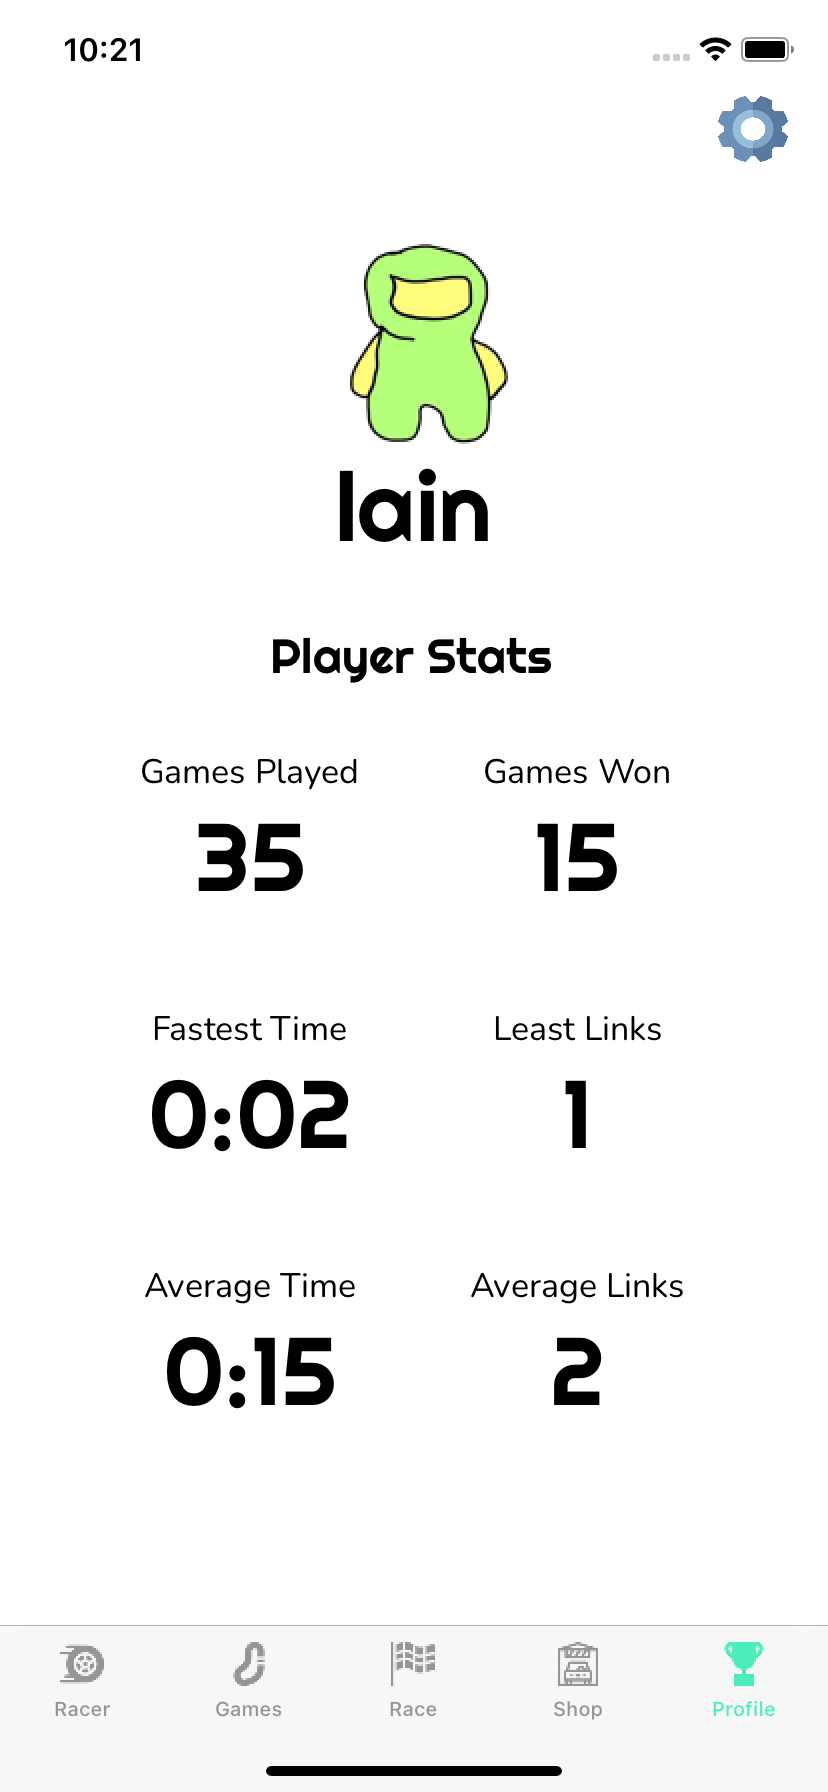 10:21
lain
Player Stats
Games Played Games Won
35 15
Fastest Time Least Links
0:02 1
Average Time Average Links
0:15 2
Racer Games Race Shop Profile